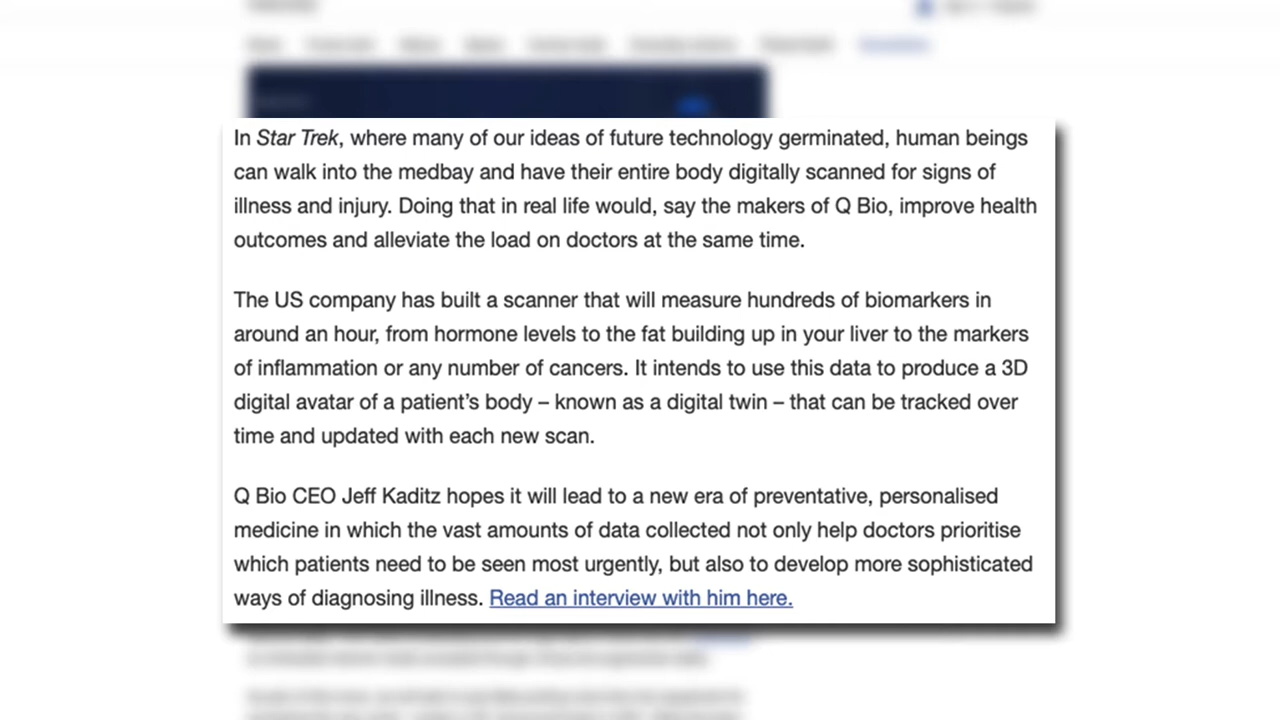 In Star Trek, where many of our ideas of future technology germinated, human beings
can walk into the medbay and have their entire body digitally scanned for signs of
illness and injury. Doing that in real life would, say the makers of Q Bio, improve health
outcomes and alleviate the load on doctors at the same time.
The US company has built a scanner that will measure hundreds of biomarkers in
around an hour, from hormone levels to the fat building up in your liver to the markers
of inflammation or any number of cancers. It intends to use this data to produce a 3D
digital avatar of a patient’s body – known as a digital twin – that can be tracked over
time and updated with each new scan.
Q Bio CEO Jeff Kaditz hopes it will lead to a new era of preventative, personalised
medicine in which the vast amounts of data collected not only help doctors prioritise
which patients need to be seen most urgently, but also to develop more sophisticated
ways of diagnosing illness. Read an interview with him here.